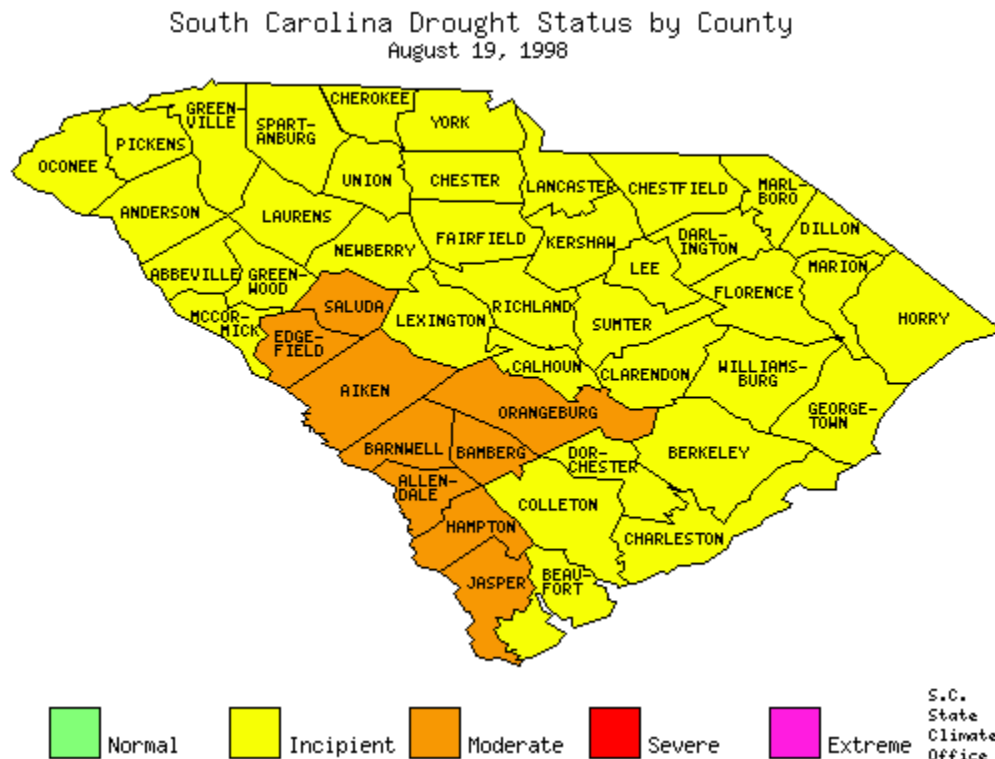 South Carolina Drought Status by County
August 19, 1998
CHEROKEE
GREEN-
VILLE
SPART-
ANBURG
YORK
PICKENS
OCONEE
UNION
CHESTER
LANCASTER
CHESTFIELD
MARL-
BORO
ANDERSON
LAURENS
DILLON
NEWBERRY
FAIRFIELD
KERSHAW
DARL-
INGTON
ABBEVILLE
GREEN-
WOOD
LEE
MARION
SALUDA
LEXINGTON
RICHLAND
SUMTER
FLORENCE
HORRY
MCCOR-
MICK
EDGE-
FIELD
CALHOUN
CLARENDON
WILLIAMS-
BURG
AIKEN
ORANGEBURG
GEORGE-
TOWN
BARNWELL
BAMBERG
DOR-
CHESTER
BERKELEY
ALLEN-
DALE
COLLETON
HAMPTON
CHARLESTON
JASPER
BEAU-
FORT
Normal
Incipient
Moderate
Severe
Extreme
S.C.
State
Climate
Office